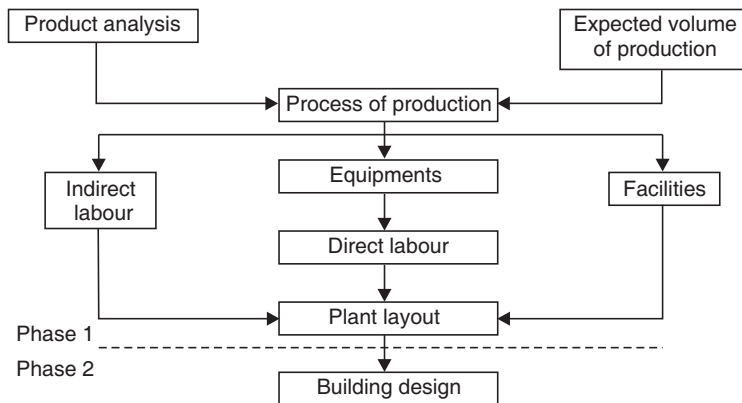 Product analysis
Expected volume
of production
Process of production
Indirect
labour
Equipments
Facilities
Direct labour
Plant layout
Phase 1
Phase 2
Building design